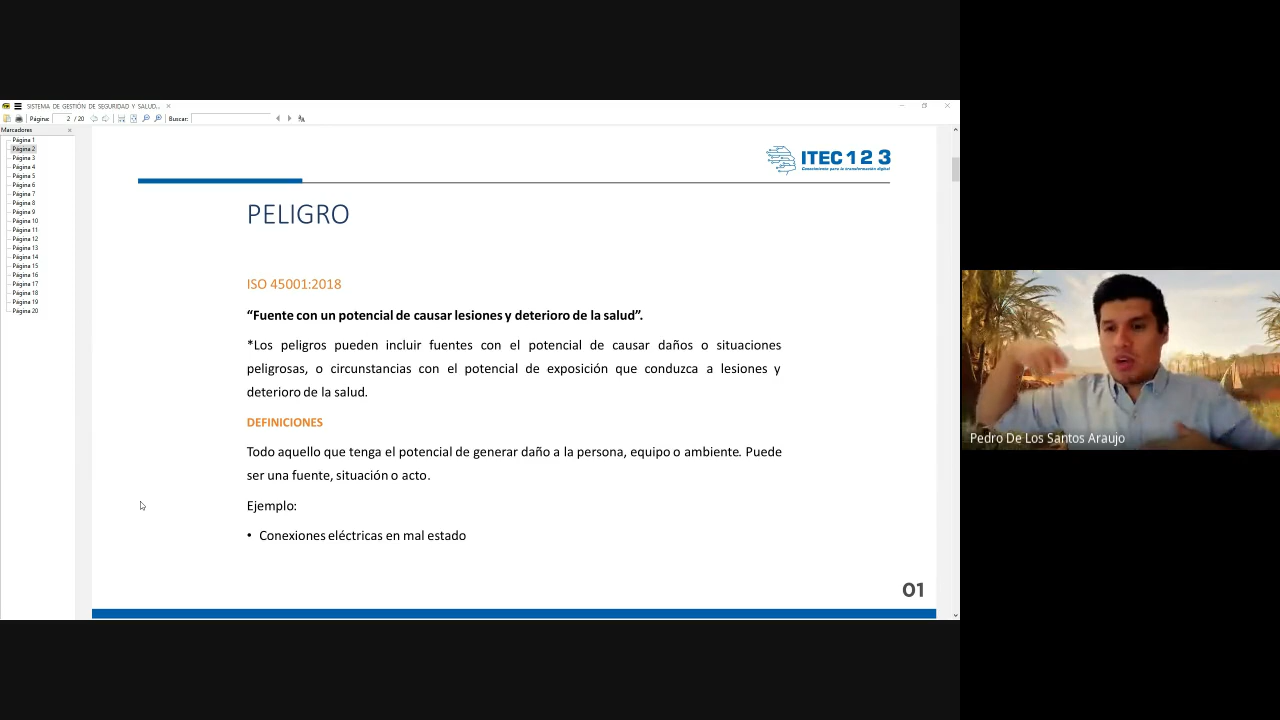 SISTEMA DE GESTIÓN DE SEGURIDAD Y SALUD...
Página: 2 / 20 Buscar:
Marcadores
Página 1
Página 2
Página 3
Página 4
Página 5
Página 6
Página 7
Página 8
Página 9
Página 10
Página 11
Página 12
Página 13
Página 14
Página 15
Página 16
Página 17
Página 18
Página 19
Página 20
ITEC 1 2 3
Conocimiento para la transformación digital
PELIGRO
ISO 45001:2018
“Fuente con un potencial de causar lesiones y deterioro de la salud”.
*Los peligros pueden incluir fuentes con el potencial de causar daños o situaciones
peligrosas, o circunstancias con el potencial de exposición que conduzca a lesiones y
deterioro de la salud.
DEFINICIONES
Todo aquello que tenga el potencial de generar daño a la persona, equipo o ambiente. Puede
ser una fuente, situación o acto.
Ejemplo:
• Conexiones eléctricas en mal estado
01
Pedro De Los Santos Araujo